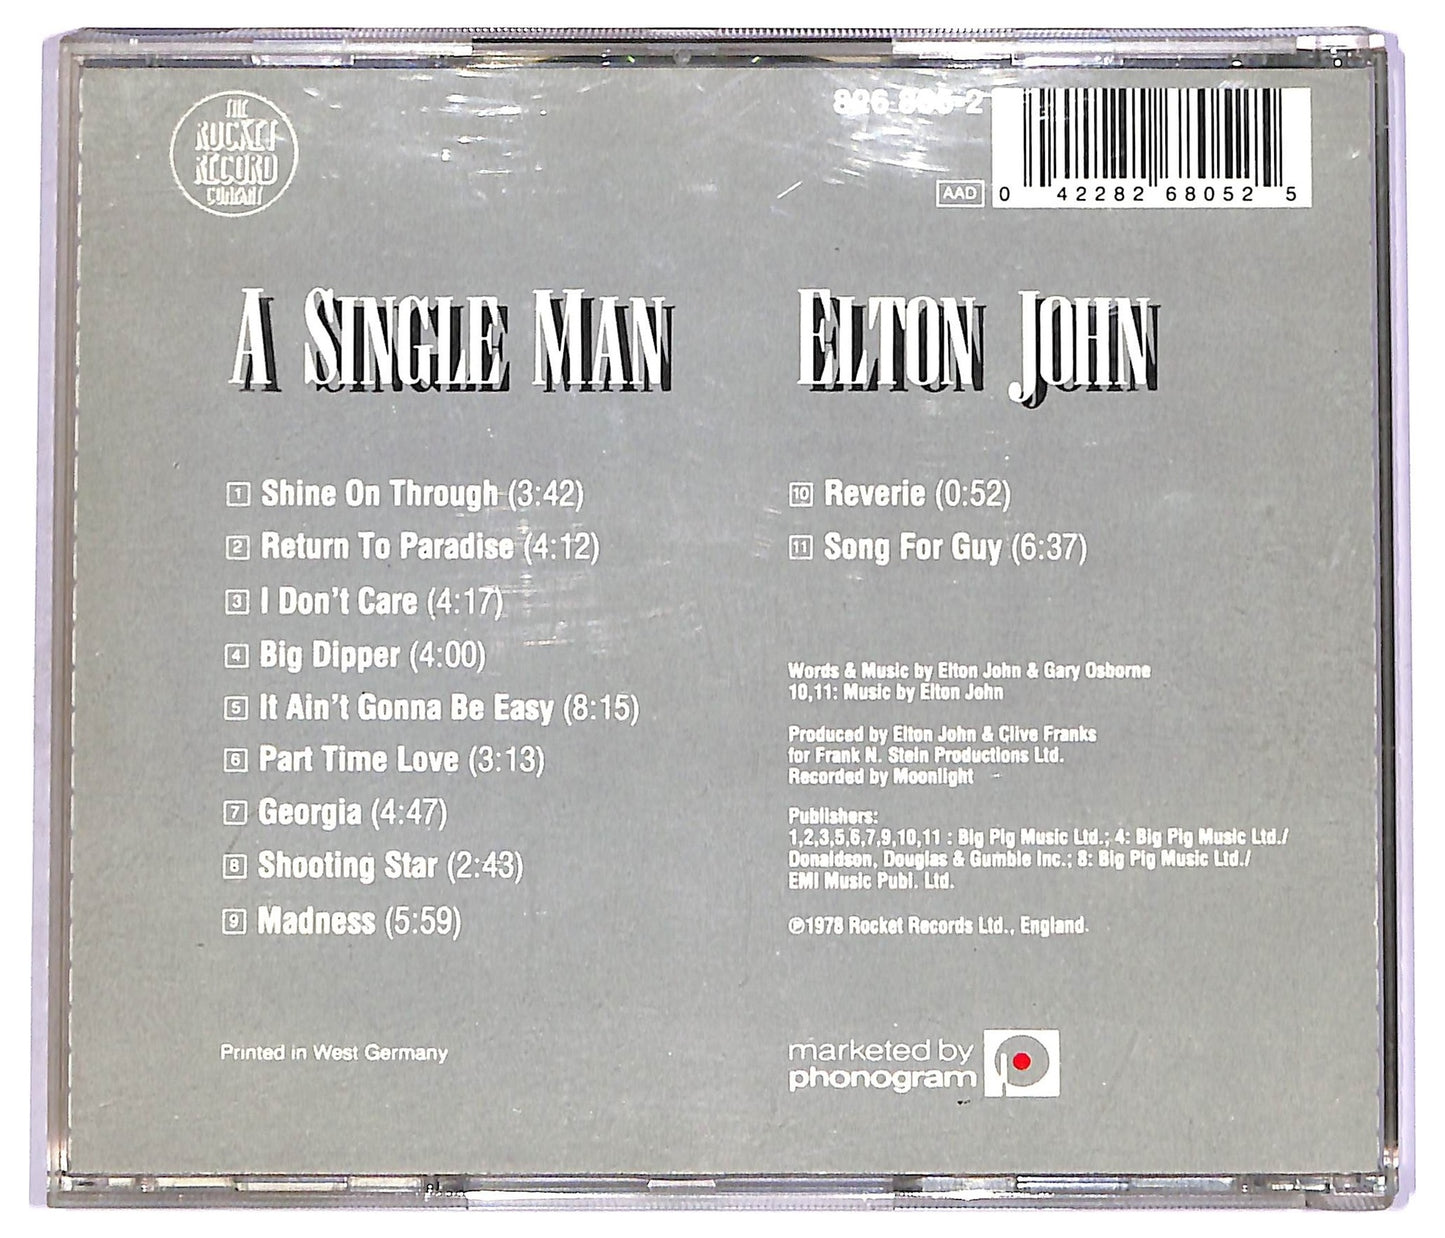 THE
ROCKET
RECORD
COMPANY
AAD
0 42282 68052 5
A SINGLE MAN
ELTON JOHN
1 Shine On Through (3:42)
2 Return To Paradise (4:12)
3 I Don't Care (4:17)
4 Big Dipper (4:00)
5 It Ain't Gonna Be Easy (8:15)
6 Part Time Love (3:13)
7 Georgia (4:47)
8 Shooting Star (2:43)
9 Madness (5:59)
10 Reverie (0:52)
11 Song For Guy (6:37)
Words & Music by Elton John & Gary Osborne
10,11: Music by Elton John
Produced by Elton John & Clive Franks
for Frank N. Stein Productions Ltd.
Recorded by Moonlight
Publishers:
1,2,3,5,6,7,9,10,11 : Big Pig Music Ltd.; 4: Big Pig Music Ltd./
Donaldson, Douglas & Gumble Inc.; 8: Big Pig Music Ltd./
EMI Music Publ. Ltd.
℗1978 Rocket Records Ltd., England.
Printed in West Germany
marketed by
phonogram